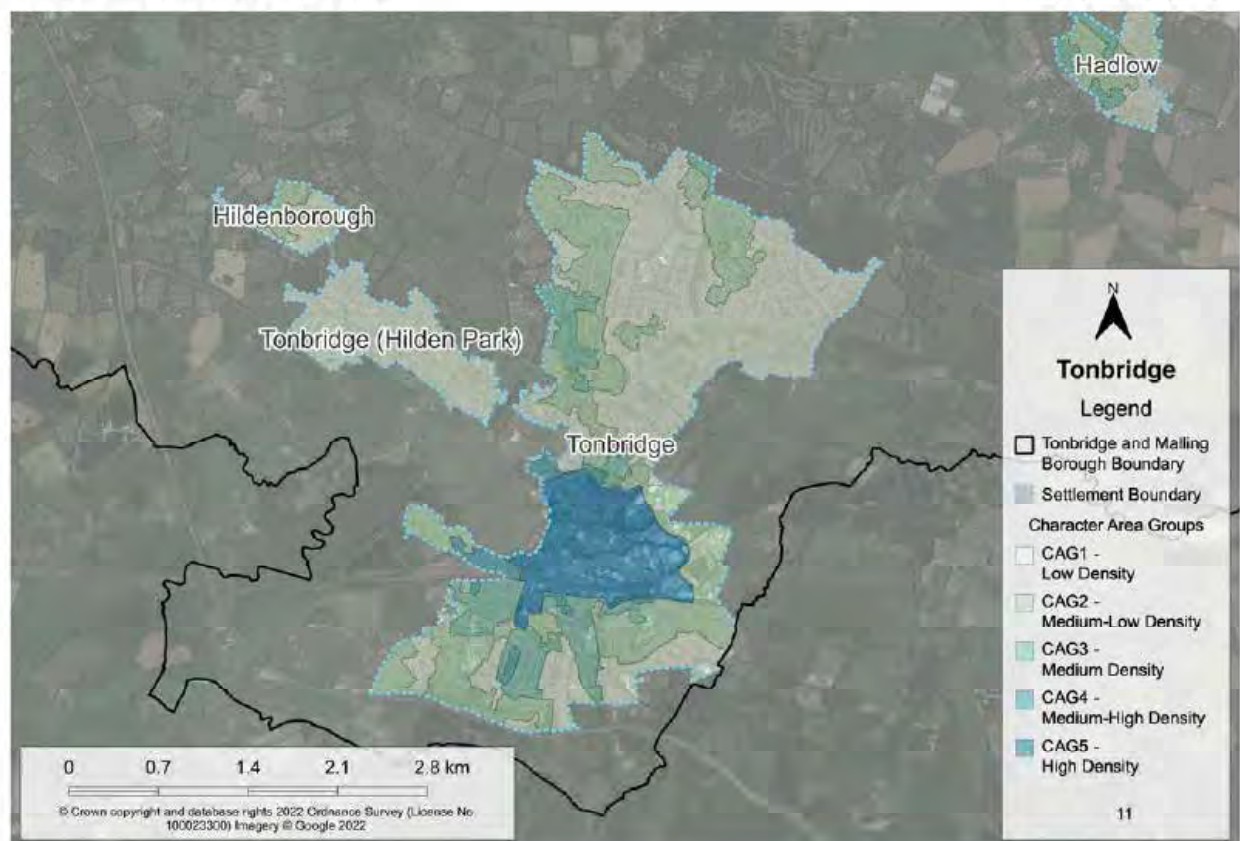 Hadlow
Hildenborough
Tonbridge (Hilden Park)
Tonbridge
N
Tonbridge
Legend
Tonbridge and Malling
Borough Boundary
Settlement Boundary
Character Area Groups
CAG1 -
Low Density
CAG2 -
Medium-Low Density
CAG3 -
Medium Density
CAG4 -
Medium-High Density
CAG5 -
High Density
11
0 0.7 1.4 2.1 2.8 km
© Crown copyright and database rights 2022 Ordnance Survey (License No
100023300) Imagery © Google 2022